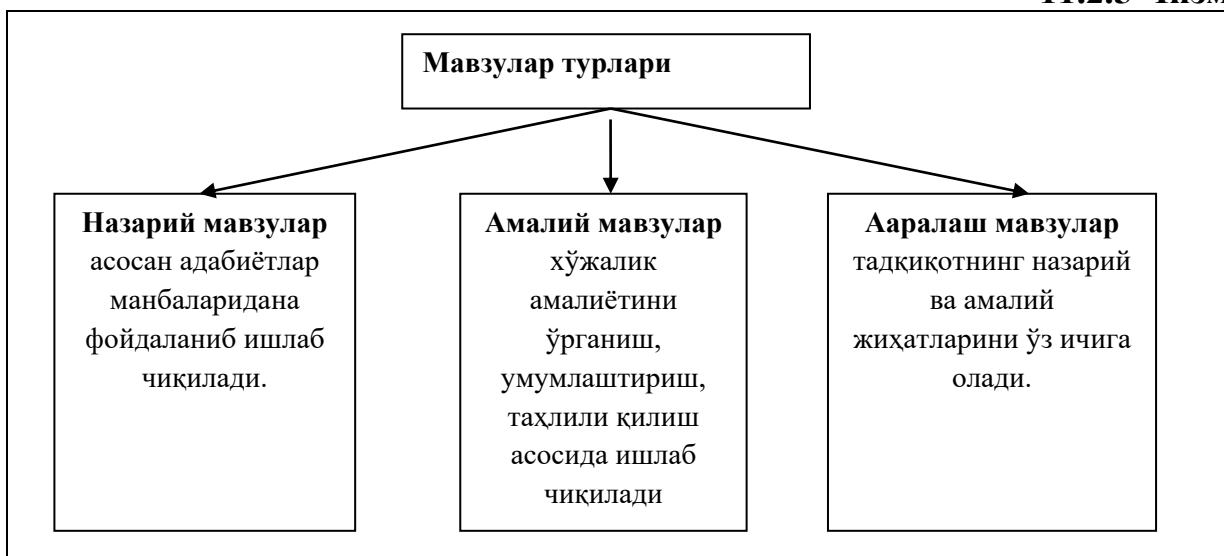 Мавзулар турлари
Назарий мавзулар
асосан адабиётлар
манбаларидана
фойдаланиб ишлаб
чиқилади.
Амалий мавзулар
хўжалик
амалиётини
ўрганиш,
умумлаштириш,
таҳлили қилиш
асосида ишлаб
чиқилади
Ааралаш мавзулар
тадқиқотнинг назарий
ва амалий
жиҳатларини ўз ичига
олади.